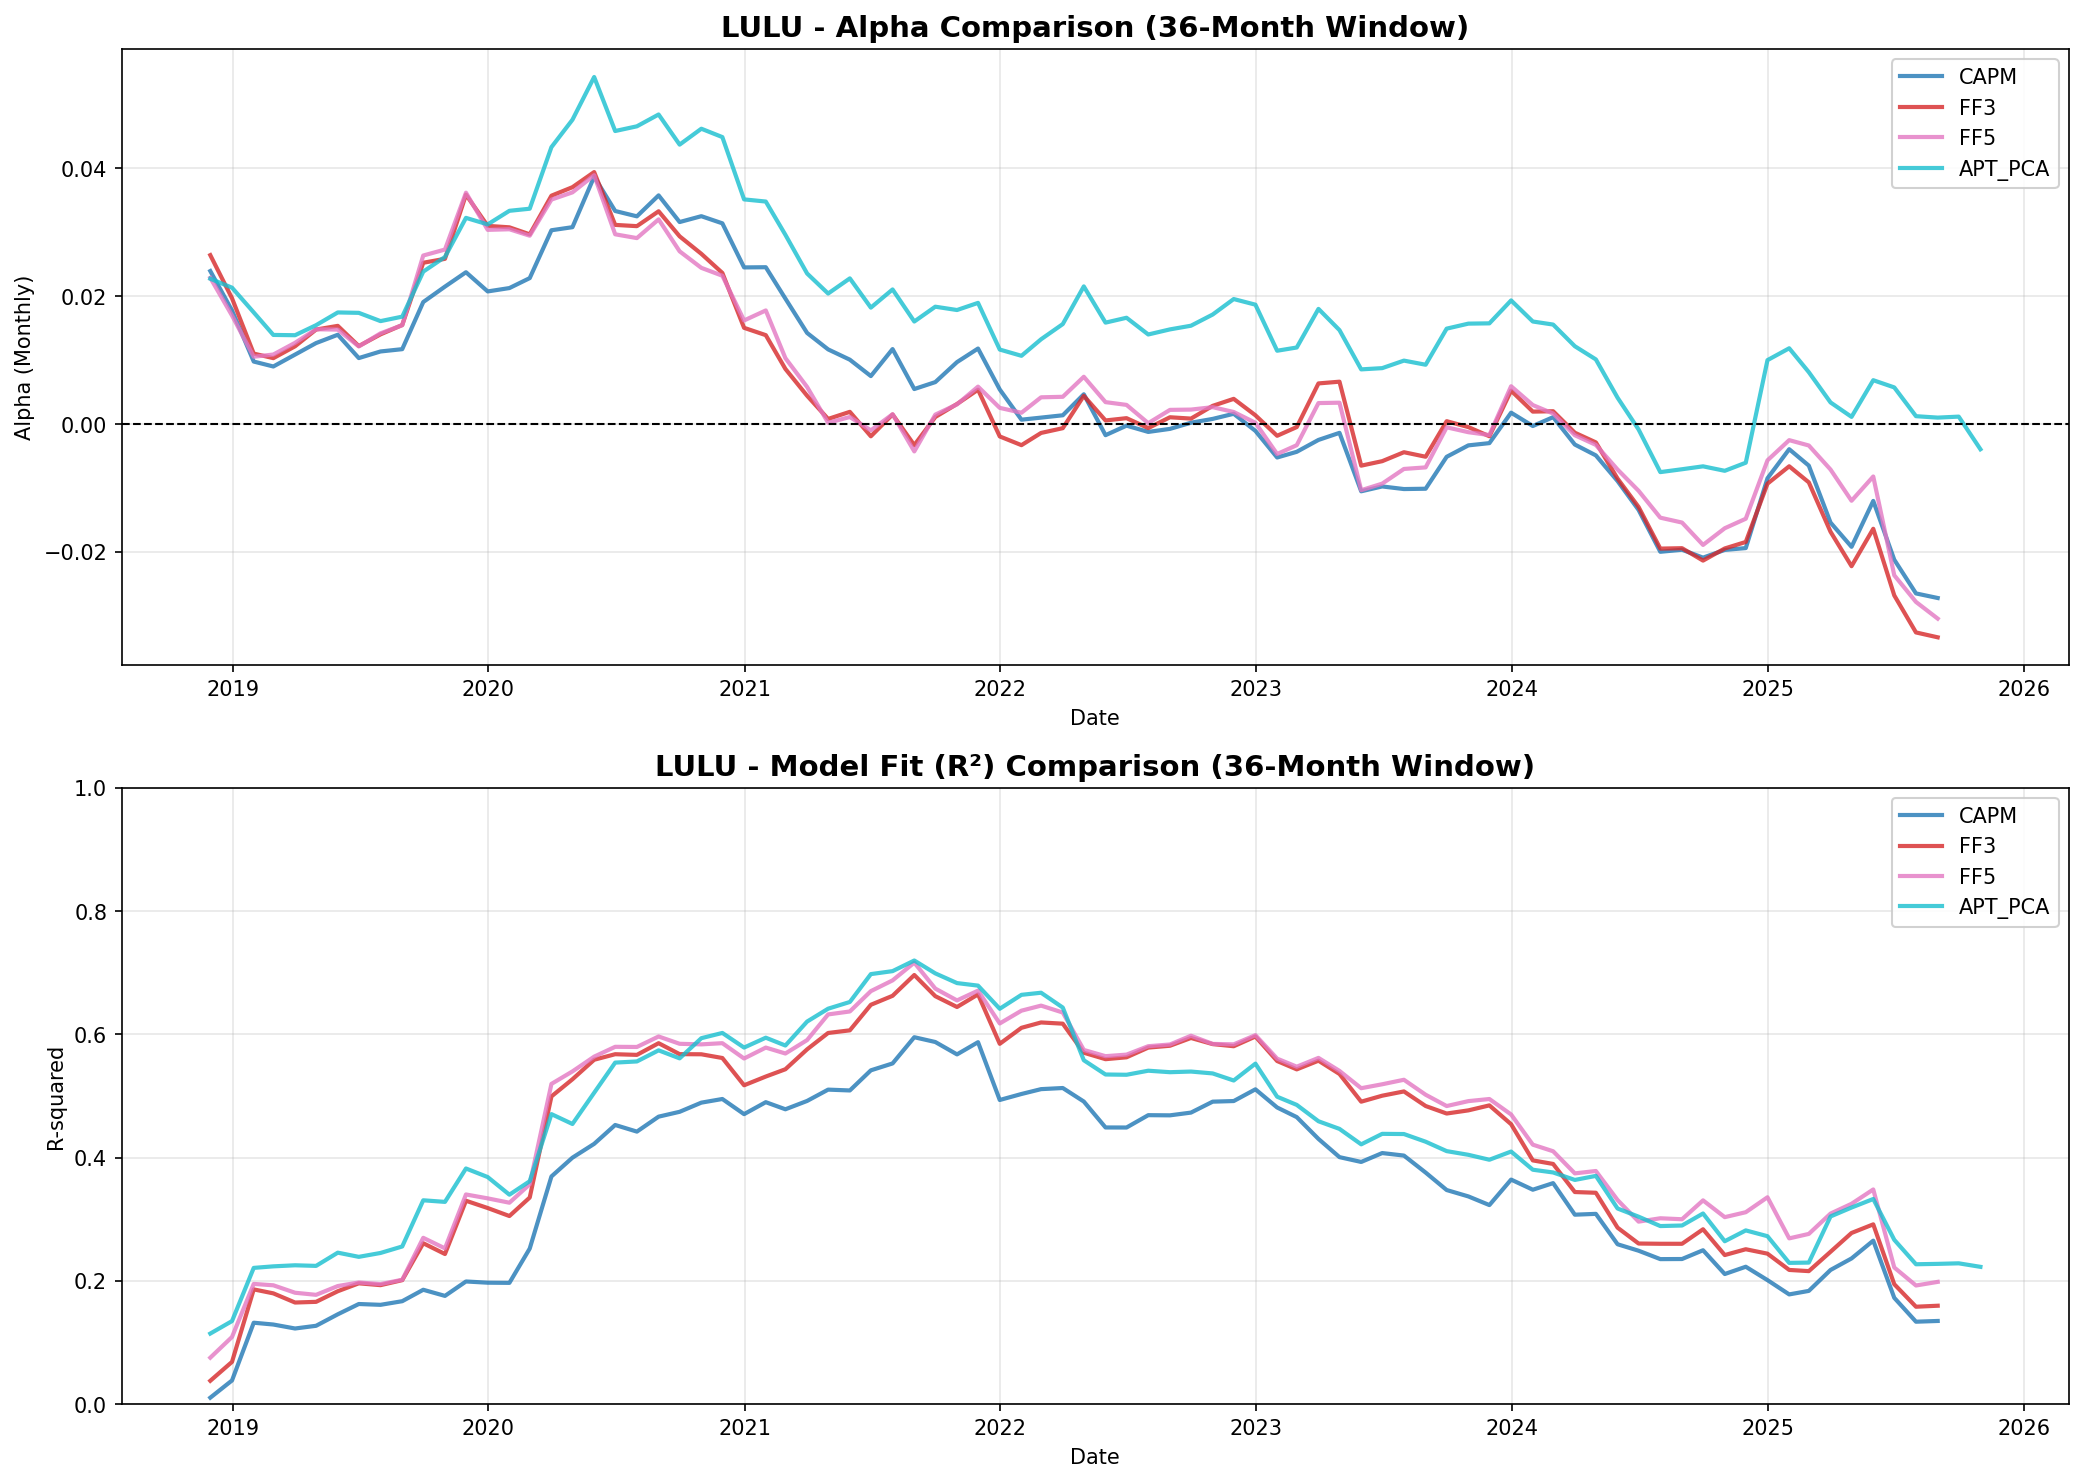 LULU - Alpha Comparison (36-Month Window)
Alpha (Monthly)
0.04
0.02
0.00
−0.02
CAPM
FF3
FF5
APT_PCA
2019 2020 2021 2022 2023 2024 2025 2026
Date
LULU - Model Fit (R²) Comparison (36-Month Window)
R-squared
1.0
0.8
0.6
0.4
0.2
0.0
CAPM
FF3
FF5
APT_PCA
2019 2020 2021 2022 2023 2024 2025 2026
Date